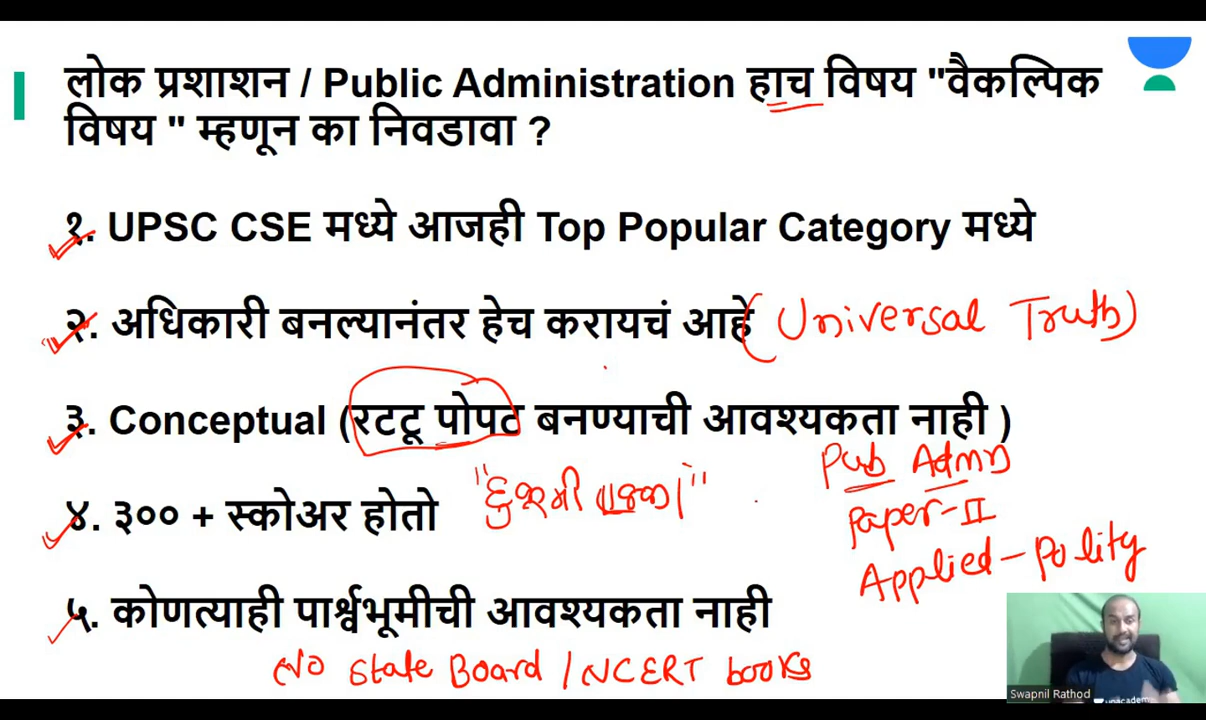 लोक प्रशाशन / Public Administration हाच विषय "वैकल्पिक
विषय " म्हणून का निवडावा ?
१. UPSC CSE मध्ये आजही Top Popular Category मध्ये
२. अधिकारी बनल्यानंतर हेच करायचं आहे (Universal Truth)
३. Conceptual (रटटू पोपट बनण्याची आवश्यकता नाही )
Pub Admn
Paper-II
Applied-Polity
४. ३०० + स्कोअर होतो
५. कोणत्याही पार्श्वभूमीची आवश्यकता नाही
No State Board / NCERT books
Swapnil Rathod
unacademy